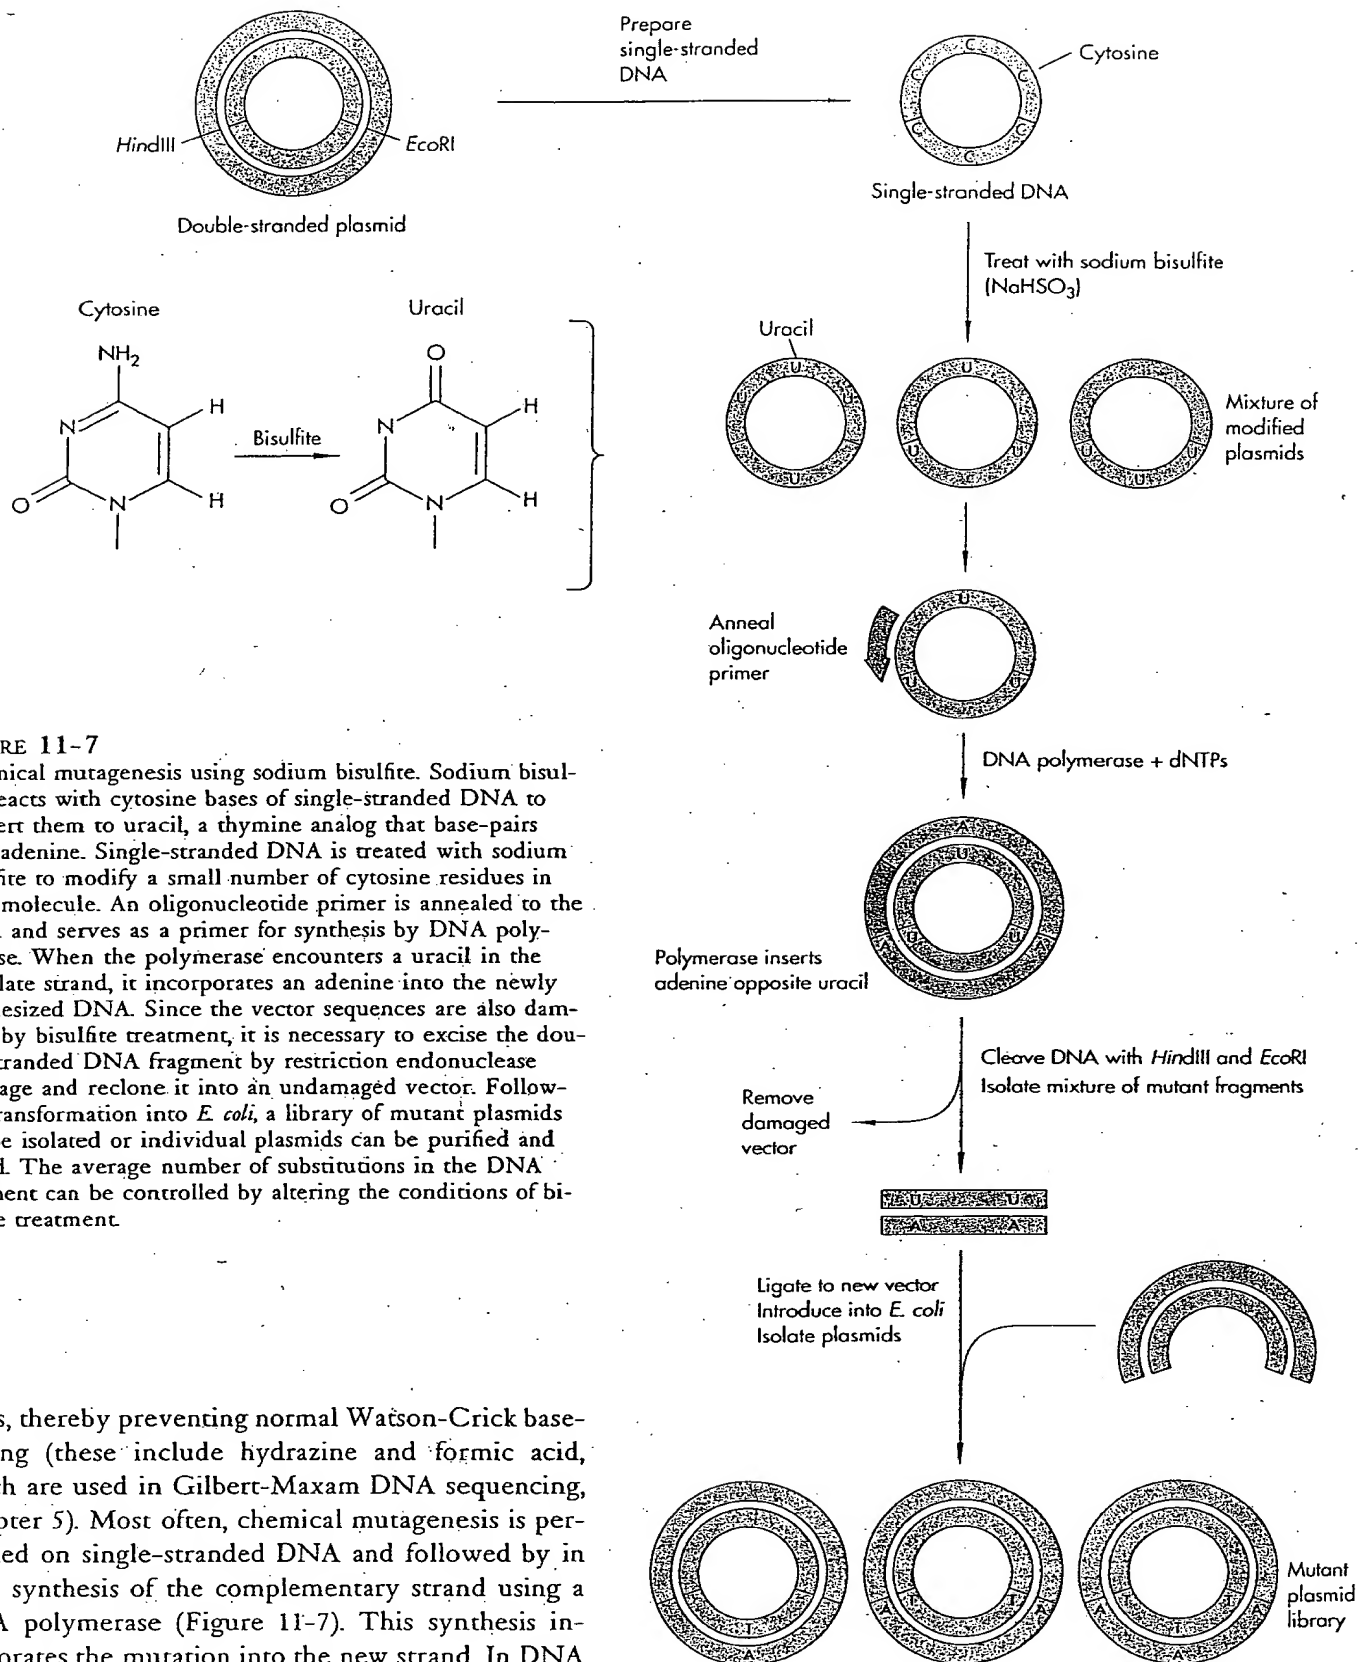 Prepare
single-stranded
DNA
C
C
C
C
C
C
Cytosine
HindIII
EcoRI
Double-stranded plasmid
Single-stranded DNA
Treat with sodium bisulfite
(NaHSO3)
Cytosine
NH2
N
H
H
N
O
Bisulfite
Uracil
O
N
H
H
N
O
Uracil
U
U
U
U
U
U
U
U
U
C
U
U
U
Mixture of
modified
plasmids
Anneal
oligonucleotide
primer
U
U
U
DNA polymerase + dNTPs
A
U
U
U
A
A
Polymerase inserts
adenine opposite uracil
Cleave DNA with HindIII and EcoRI
Isolate mixture of mutant fragments
Remove
damaged
vector
U U
A A
Ligate to new vector
Introduce into E. coli
Isolate plasmids
T
A
T
T
A
A
T
T
A
A
A
Mutant
plasmid
library
RE 11-7
nical mutagenesis using sodium bisulfite. Sodium bisul-
eacts with cytosine bases of single-stranded DNA to
ert them to uracil, a thymine analog that base-pairs
adenine. Single-stranded DNA is treated with sodium
fite to modify a small number of cytosine residues in
molecule. An oligonucleotide primer is annealed to the
and serves as a primer for synthesis by DNA poly-
se. When the polymerase encounters a uracil in the
late strand, it incorporates an adenine into the newly
esized DNA. Since the vector sequences are also dam-
by bisulfite treatment, it is necessary to excise the dou-
tranded DNA fragment by restriction endonuclease
age and reclone it into an undamaged vector. Follow-
ransformation into E. coli, a library of mutant plasmids
e isolated or individual plasmids can be purified and
d. The average number of substitutions in the DNA
ment can be controlled by altering the conditions of bi-
e treatment.
s, thereby preventing normal Watson-Crick base-
ng (these include hydrazine and formic acid,
h are used in Gilbert-Maxam DNA sequencing,
pter 5). Most often, chemical mutagenesis is per-
ed on single-stranded DNA and followed by in
synthesis of the complementary strand using a
A polymerase (Figure 11-7). This synthesis in-
orates the mutation into the new strand. In DNA